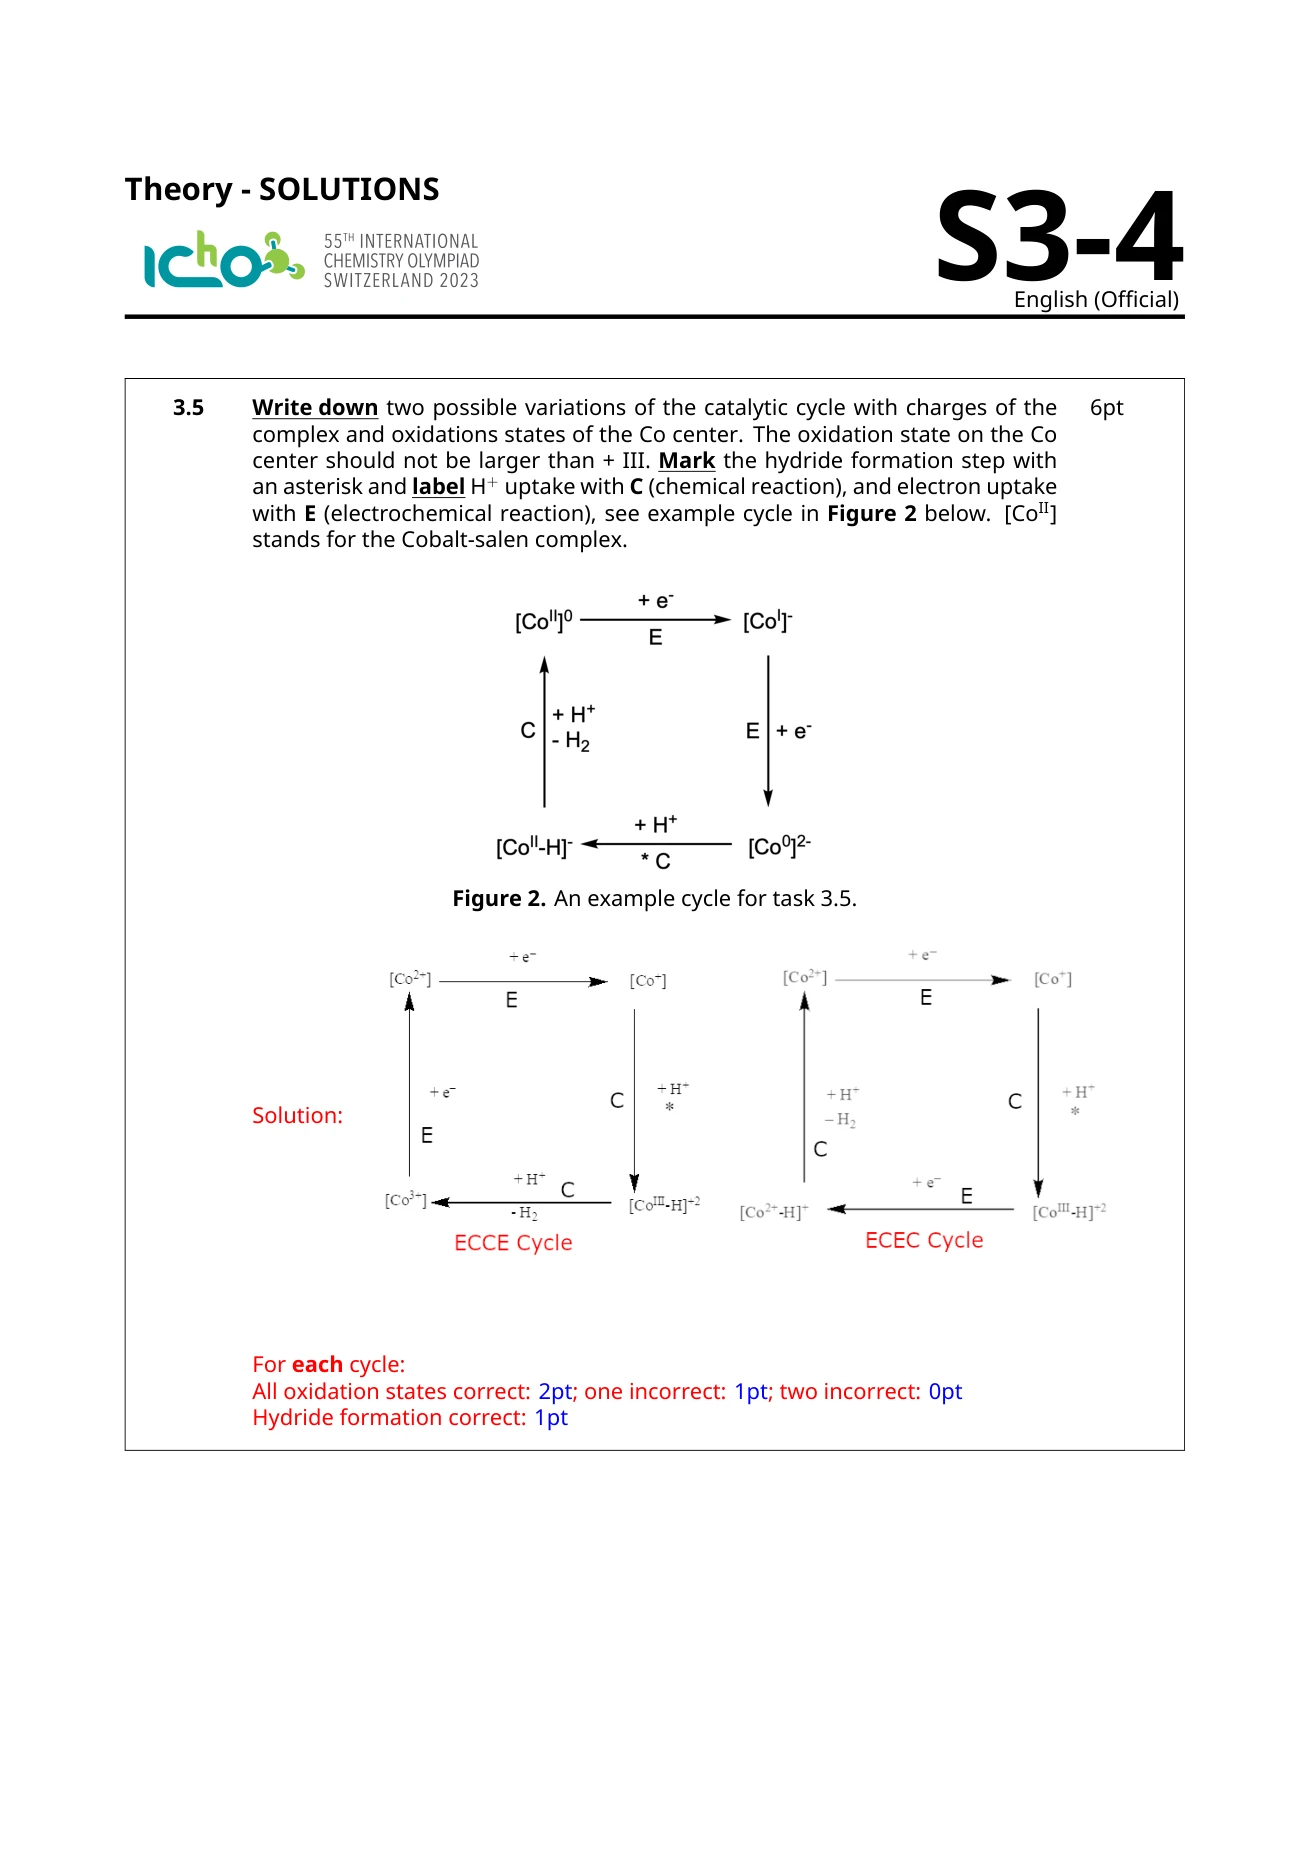 Theory - SOLUTIONS
IChO
55TH INTERNATIONAL
CHEMISTRY OLYMPIAD
SWITZERLAND 2023
S3-4
English (Official)
3.5 Write down two possible variations of the catalytic cycle with charges of the 6pt
complex and oxidations states of the Co center. The oxidation state on the Co
center should not be larger than + III. Mark the hydride formation step with
an asterisk and label H⁺ uptake with C (chemical reaction), and electron uptake
with E (electrochemical reaction), see example cycle in Figure 2 below. [Coᴵᴵ]
stands for the Cobalt-salen complex.
+ e⁻
[Coᴵᴵ]⁰ [Coᴵ]⁻
E
+ H⁺
C E + e⁻
- H₂
+ H⁺
[Coᴵᴵ-H]⁻ [Co⁰]²⁻
* C
Figure 2. An example cycle for task 3.5.
+ e⁻
[Co²⁺] [Co⁺]
E
+ e⁻ C + H⁺
*
E
+ H⁺ C
[Co³⁺] [Coᴵᴵᴵ-H]⁺²
- H₂
ECCE Cycle
+ e⁻
[Co²⁺] [Co⁺]
E
+ H⁺ C + H⁺
– H₂ *
C
+ e⁻ E
[Co²⁺-H]⁺ [Coᴵᴵᴵ-H]⁺²
ECEC Cycle
Solution:
For each cycle:
All oxidation states correct: 2pt; one incorrect: 1pt; two incorrect: 0pt
Hydride formation correct: 1pt